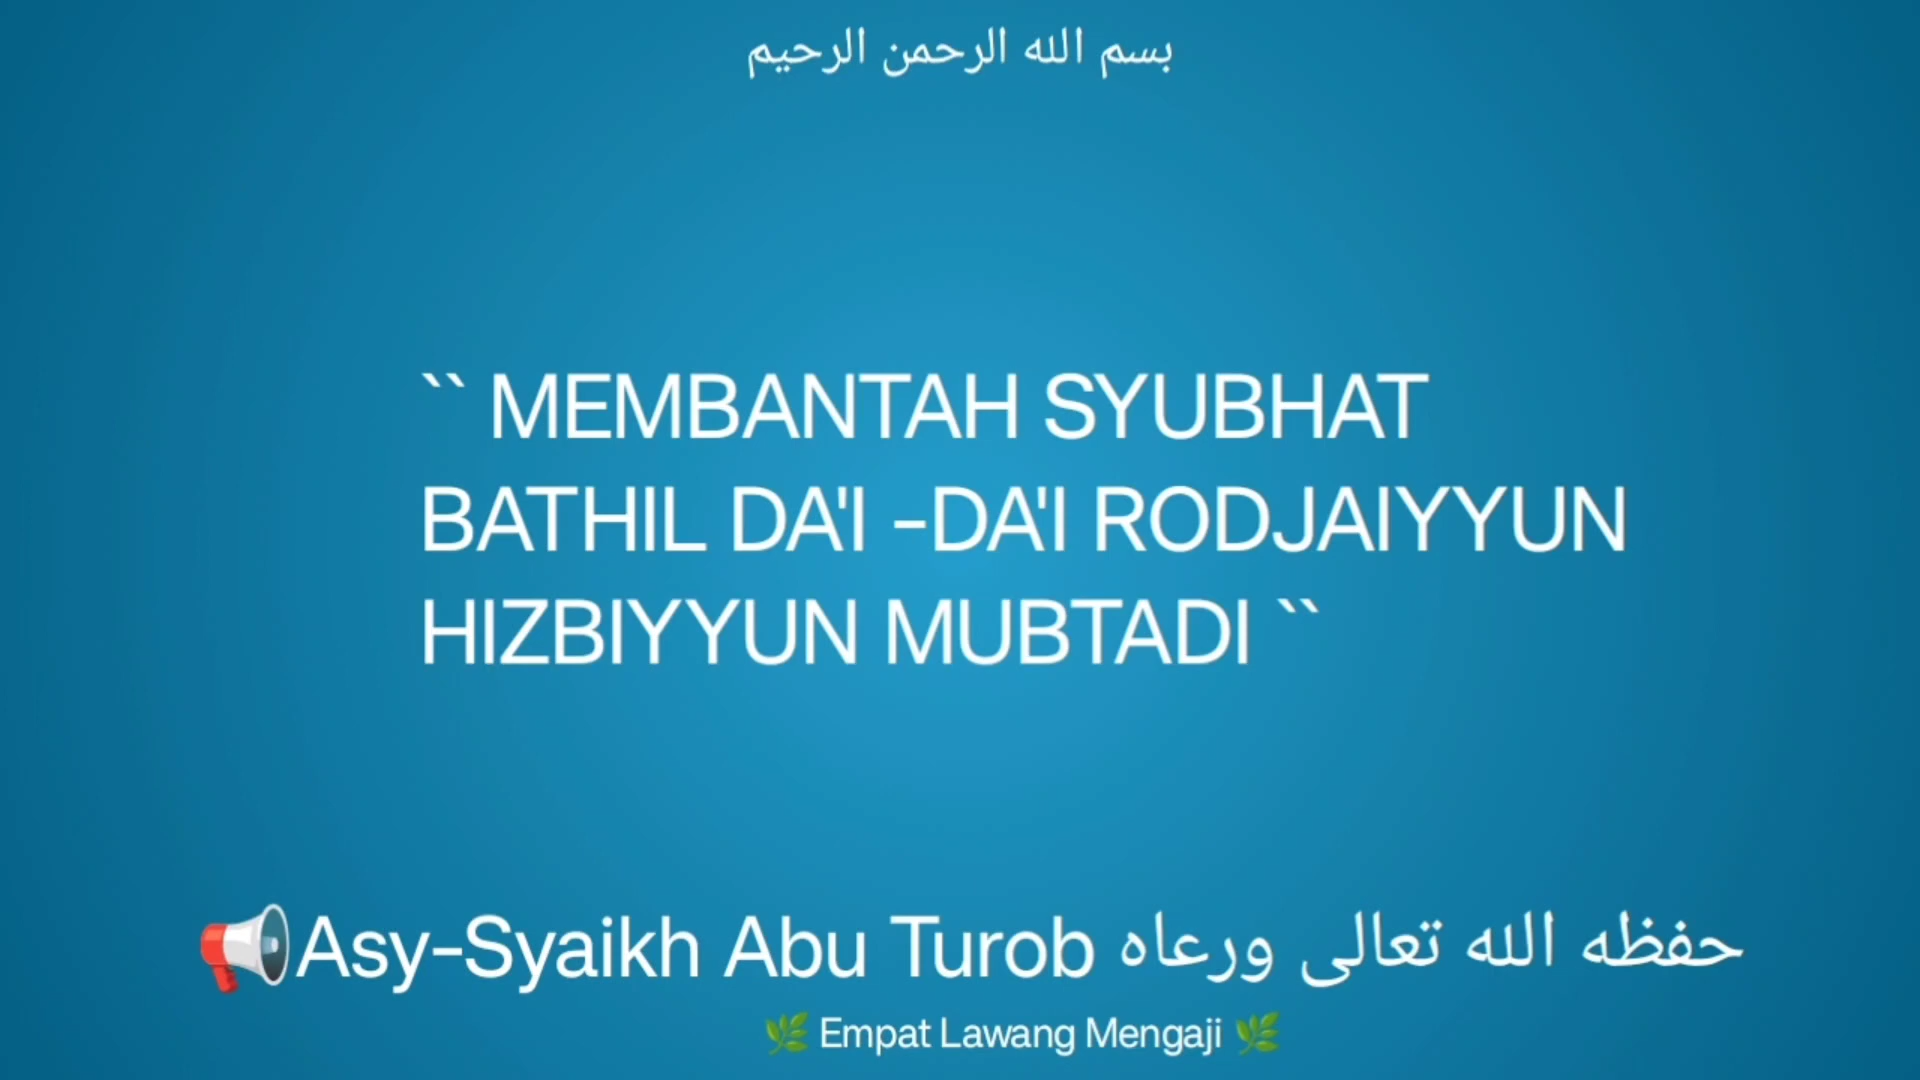 بسم الله الرحمن الرحيم
`` MEMBANTAH SYUBHAT
BATHIL DA'I -DA'I RODJAIYYUN
HIZBIYYUN MUBTADI ``
📢Asy-Syaikh Abu Turob حفظه الله تعالى ورعاه
🌿 Empat Lawang Mengaji 🌿